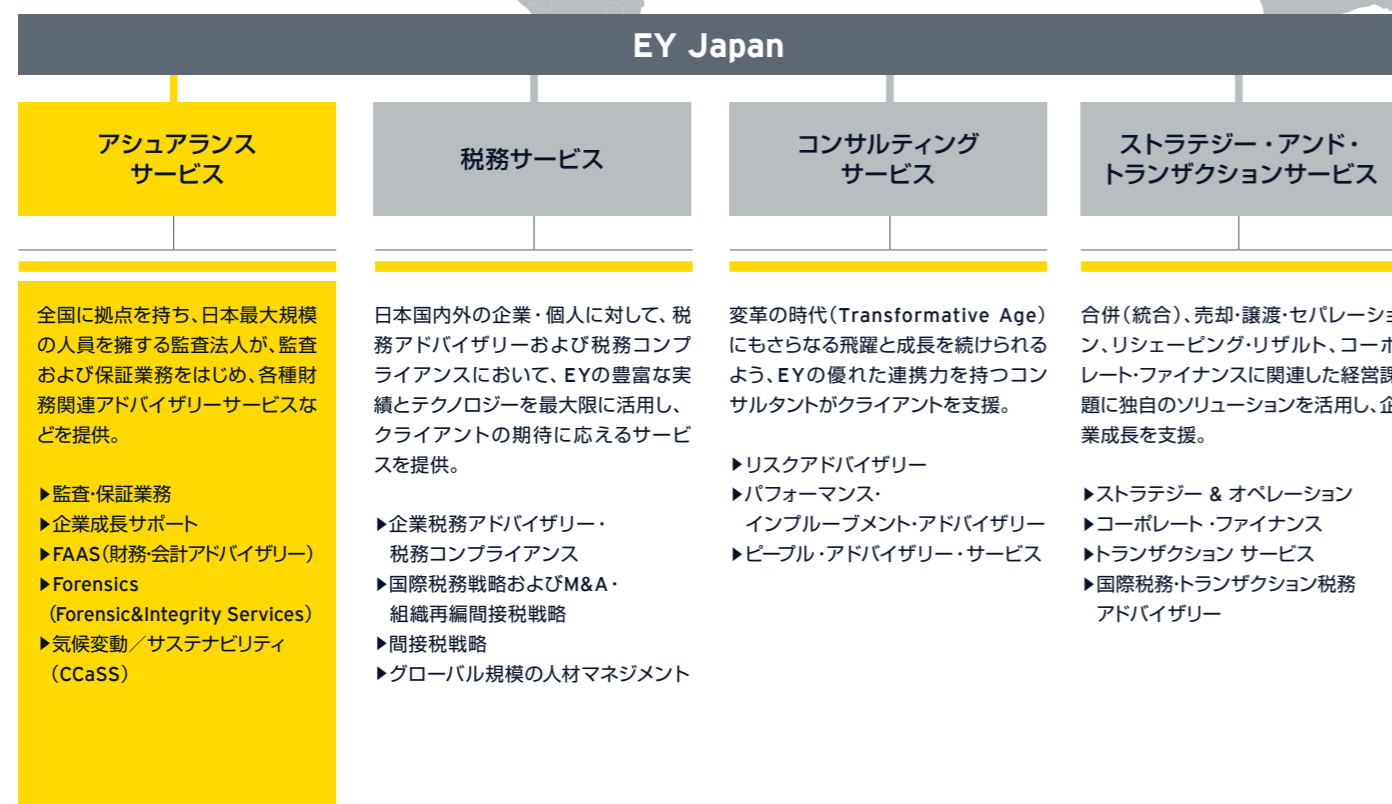 EY Japan
アシュアランス
サービス
全国に拠点を持ち、日本最大規模
の人員を擁する監査法人が、監査
および保証業務をはじめ、各種財
務関連アドバイザリーサービスな
どを提供。
▶監査・保証業務
▶企業成長サポート
▶FAAS(財務・会計アドバイザリー)
▶Forensics
(Forensic&Integrity Services)
▶気候変動／サステナビリティ
(CCaSS)
税務サービス
日本国内外の企業・個人に対して、税
務アドバイザリーおよび税務コンプ
ライアンスにおいて、EYの豊富な実
績とテクノロジーを最大限に活用し、
クライアントの期待に応えるサービ
スを提供。
▶企業税務アドバイザリー・
税務コンプライアンス
▶国際税務戦略およびM&A・
組織再編間接税戦略
▶間接税戦略
▶グローバル規模の人材マネジメント
コンサルティング
サービス
変革の時代(Transformative Age)
にもさらなる飛躍と成長を続けられる
よう、EYの優れた連携力を持つコン
サルタントがクライアントを支援。
▶リスクアドバイザリー
▶パフォーマンス・
インプルーブメント・アドバイザリー
▶ピープル・アドバイザリー・サービス
ストラテジー・アンド・
トランザクションサービス
合併(統合)、売却・譲渡・セパレーショ
ン、リシェーピング・リザルト、コーポ
レート・ファイナンスに関連した経営課
題に独自のソリューションを活用し、企
業成長を支援。
▶ストラテジー & オペレーション
▶コーポレート・ファイナンス
▶トランザクション サービス
▶国際税務・トランザクション税務
アドバイザリー